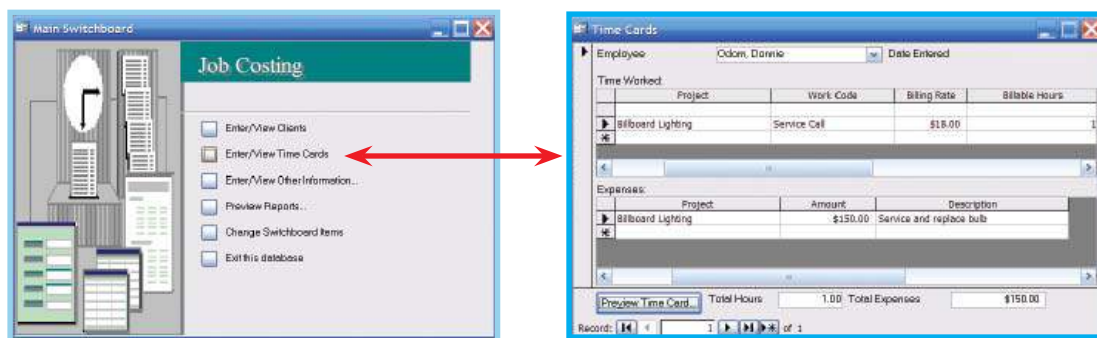 Main Switchboard
Job Costing
Enter/View Clients
Enter/View Time Cards
Enter/View Other Information...
Preview Reports...
Change Switchboard Items
Exit this database
Time Cards
Employee Odom, Donnie Date Entered
Time Worked:
Project Work Code Billing Rate Billable Hours
Billboard Lighting Service Call $18.00 1
Expenses:
Project Amount Description
Billboard Lighting $150.00 Service and replace bulb
Preview Time Card... Total Hours 1.00 Total Expenses $150.00
Record: 1 of 1